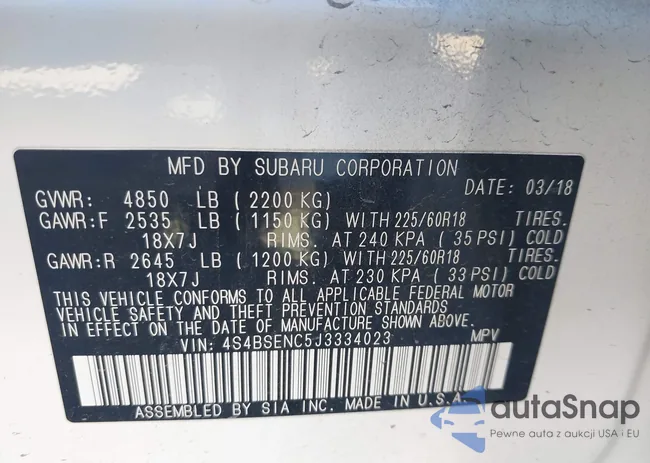 MFD BY SUBARU CORPORATION
DATE: 03/18
GVWR: 4850 LB (2200 KG)
GAWR:F 2535 LB (1150 KG) WITH 225/60R18 TIRES.
18X7J RIMS. AT 240 KPA (35 PSI) COLD
GAWR:R 2645 LB (1200 KG) WITH 225/60R18 TIRES.
18X7J RIMS. AT 230 KPA (33 PSI) COLD
THIS VEHICLE CONFORMS TO ALL APPLICABLE FEDERAL MOTOR
VEHICLE SAFETY AND THEFT PREVENTION STANDARDS
IN EFFECT ON THE DATE OF MANUFACTURE SHOWN ABOVE.
VIN: 4S4BSENC5J3334023 MPV
ASSEMBLED BY SIA INC. MADE IN U.S.A.
autaSnap
Pewne auta z aukcji USA i EU